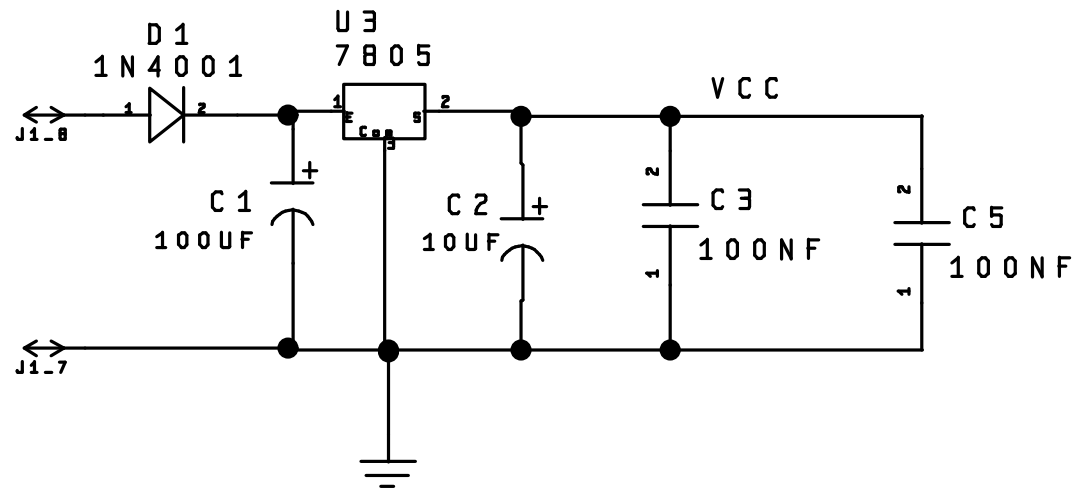 D1
1N4001
U3
7805
VCC
1
2
1
E
S
2
Com
3
J1_8
+
C1
100UF
+
C2
10UF
2
C3
100NF
1
2
C5
100NF
1
J1_7